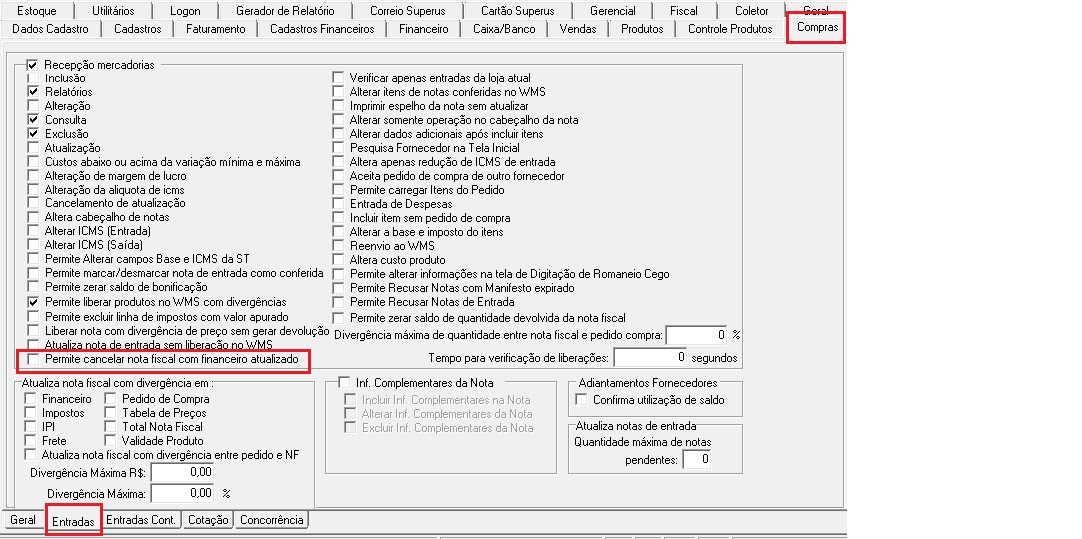 Estoque Utilitários Logon Gerador de Relatório Correio Superus Cartão Superus Gerencial Fiscal Coletor Geral
Dados Cadastro Cadastros Faturamento Cadastros Financeiros Financeiro Caixa/Banco Vendas Produtos Controle Produtos Compras
Recepção mercadorias
Inclusão
Relatórios
Alteração
Consulta
Exclusão
Atualização
Custos abaixo ou acima da variação mínima e máxima
Alteração de margem de lucro
Alteração da aliquota de icms
Cancelamento de atualização
Altera cabeçalho de notas
Alterar ICMS (Entrada)
Alterar ICMS (Saída)
Permite Alterar campos Base e ICMS da ST
Permite marcar/desmarcar nota de entrada como conferida
Permite zerar saldo de bonificação
Permite liberar produtos no WMS com divergências
Permite excluir linha de impostos com valor apurado
Liberar nota com divergência de preço sem gerar devolução
Atualiza nota de entrada sem liberação no WMS
Permite cancelar nota fiscal com financeiro atualizado
Verificar apenas entradas da loja atual
Alterar itens de notas conferidas no WMS
Imprimir espelho da nota sem atualizar
Alterar somente operação no cabeçalho da nota
Alterar dados adicionais após incluir itens
Pesquisa Fornecedor na Tela Inicial
Altera apenas redução de ICMS de entrada
Aceita pedido de compra de outro fornecedor
Permite carregar Itens do Pedido
Entrada de Despesas
Incluir item sem pedido de compra
Alterar a base e imposto do itens
Reenvio ao WMS
Altera custo produto
Permite alterar informações na tela de Digitação de Romaneio Cego
Permite Recusar Notas com Manifesto expirado
Permite Recusar Notas de Entrada
Permite zerar saldo de quantidade devolvida da nota fiscal
Divergência máxima de quantidade entre nota fiscal e pedido compra: 0 %
Tempo para verificação de liberações: 0 segundos
Atualiza nota fiscal com divergência em :
Financeiro Pedido de Compra
Impostos Tabela de Preços
IPI Total Nota Fiscal
Frete Validade Produto
Atualiza nota fiscal com divergência entre pedido e NF
Divergência Máxima R$: 0,00
Divergência Máxima: 0,00 %
Inf. Complementares da Nota
Incluir Inf. Complementares na Nota
Alterar Inf. Complementares da Nota
Excluir Inf. Complementares da Nota
Adiantamentos Fornecedores
Confirma utilização de saldo
Atualiza notas de entrada
Quantidade máxima de notas
pendentes: 0
Geral Entradas Entradas Cont. Cotação Concorrência